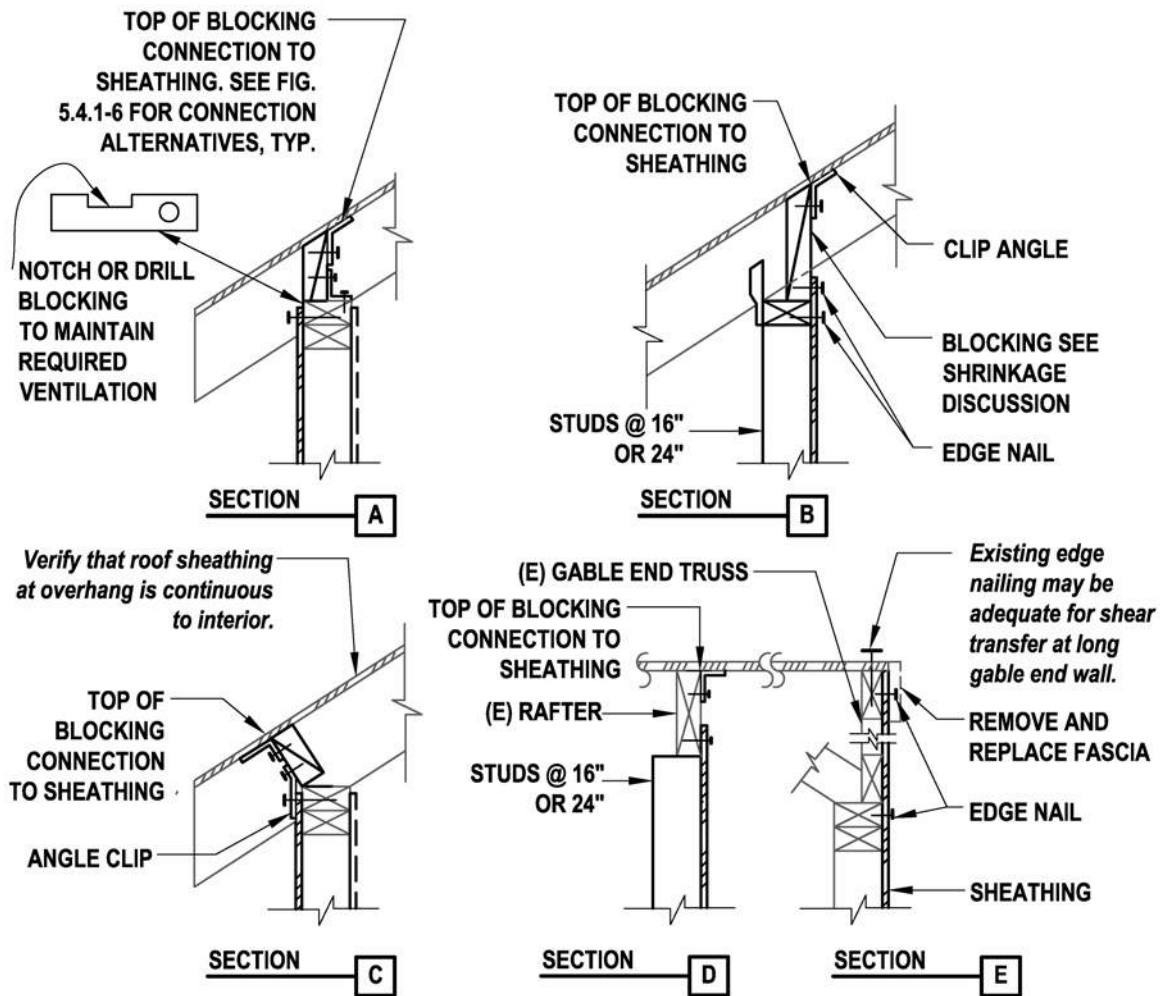 TOP OF BLOCKING
CONNECTION TO
SHEATHING. SEE FIG.
5.4.1-6 FOR CONNECTION
ALTERNATIVES, TYP.
NOTCH OR DRILL
BLOCKING
TO MAINTAIN
REQUIRED
VENTILATION
SECTION
A
TOP OF BLOCKING
CONNECTION TO
SHEATHING
CLIP ANGLE
BLOCKING SEE
SHRINKAGE
DISCUSSION
STUDS @ 16"
OR 24"
EDGE NAIL
SECTION
B
Verify that roof sheathing
at overhang is continuous
to interior.
TOP OF
BLOCKING
CONNECTION
TO SHEATHING
ANGLE CLIP
SECTION
C
(E) GABLE END TRUSS
TOP OF BLOCKING
CONNECTION TO
SHEATHING
(E) RAFTER
STUDS @ 16"
OR 24"
SECTION
D
Existing edge
nailing may be
adequate for shear
transfer at long
gable end wall.
REMOVE AND
REPLACE FASCIA
EDGE NAIL
SHEATHING
SECTION
E